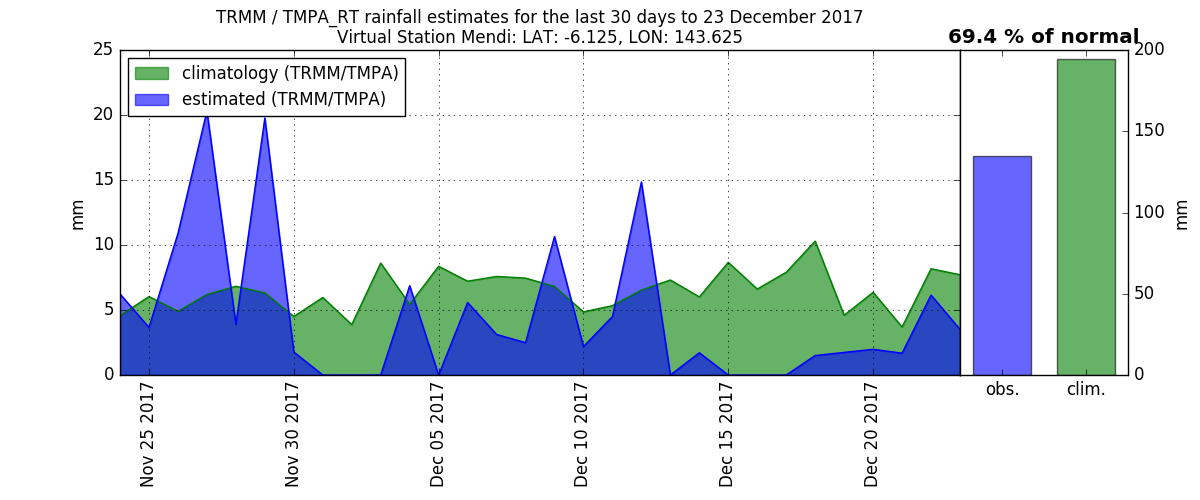 TRMM / TMPA_RT rainfall estimates for the last 30 days to 23 December 2017
Virtual Station Mendi: LAT: -6.125, LON: 143.625
69.4 % of normal
climatology (TRMM/TMPA)
estimated (TRMM/TMPA)
25
20
15
10
5
0
mm
Nov 25 2017
Nov 30 2017
Dec 05 2017
Dec 10 2017
Dec 15 2017
Dec 20 2017
200
150
100
50
0
mm
obs.
clim.